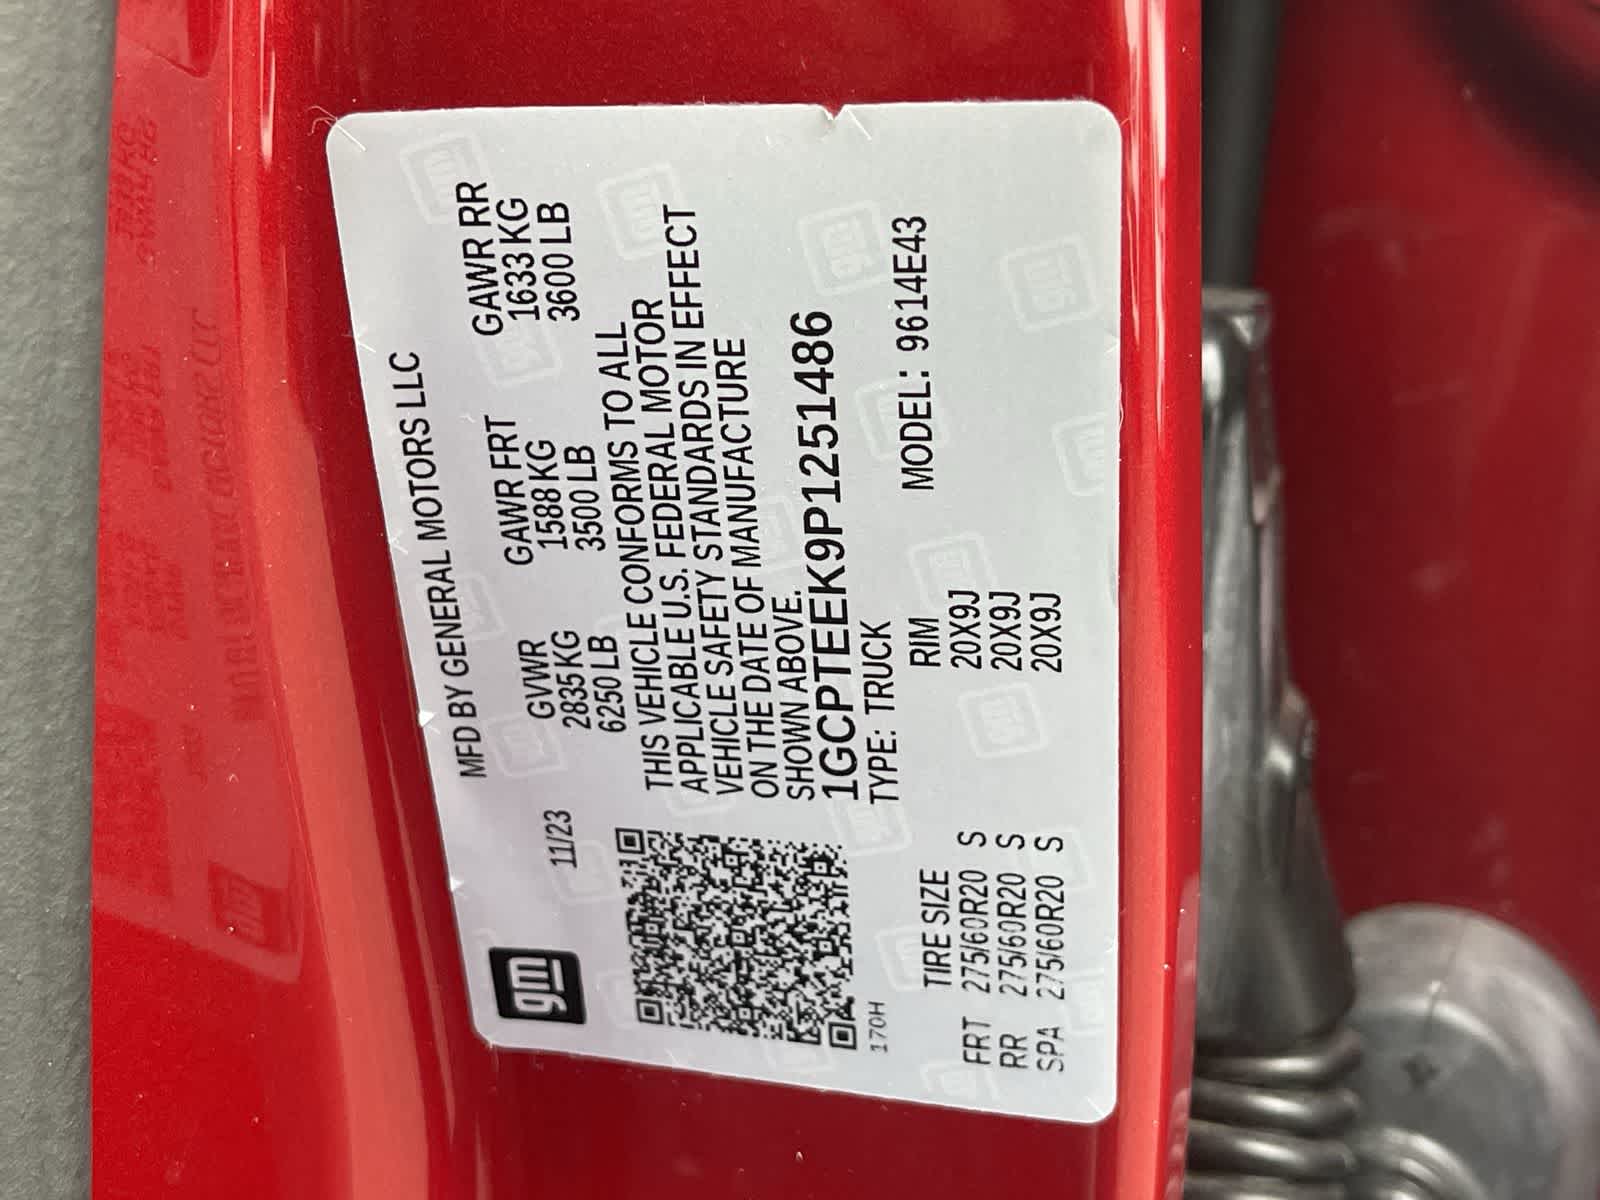 gm
MFD BY GENERAL MOTORS LLC
11/23
GVWR GAWR FRT GAWR RR
2835 KG 1588 KG 1633 KG
6250 LB 3500 LB 3600 LB
THIS VEHICLE CONFORMS TO ALL
APPLICABLE U.S. FEDERAL MOTOR
VEHICLE SAFETY STANDARDS IN EFFECT
ON THE DATE OF MANUFACTURE
SHOWN ABOVE.
1GCPTEEK9P1251486
TYPE: TRUCK MODEL: 9614E43
170H
TIRE SIZE RIM
FRT 275/60R20 S 20X9J
RR 275/60R20 S 20X9J
SPA 275/60R20 S 20X9J